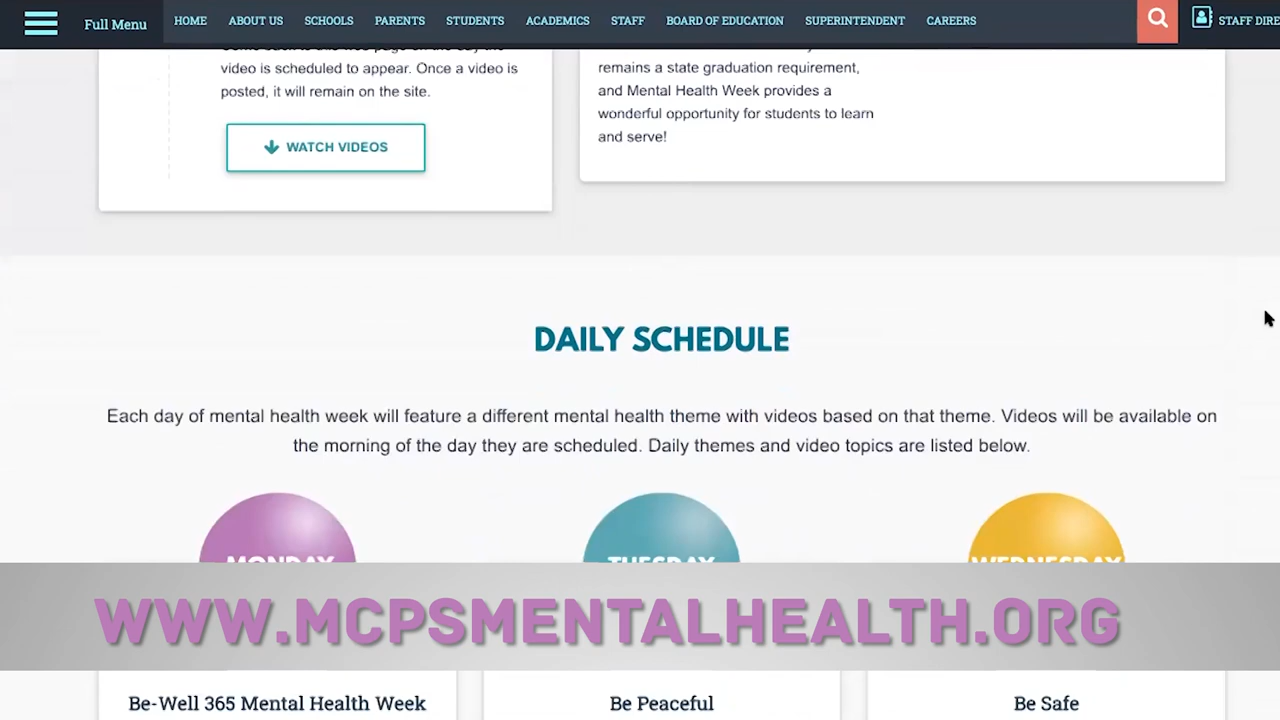 Full Menu
HOME
ABOUT US
SCHOOLS
PARENTS
STUDENTS
ACADEMICS
STAFF
BOARD OF EDUCATION
SUPERINTENDENT
CAREERS
STAFF DIRE
video is scheduled to appear. Once a video is
posted, it will remain on the site.
WATCH VIDEOS
remains a state graduation requirement,
and Mental Health Week provides a
wonderful opportunity for students to learn
and serve!
DAILY SCHEDULE
Each day of mental health week will feature a different mental health theme with videos based on that theme. Videos will be available on
the morning of the day they are scheduled. Daily themes and video topics are listed below.
MONDAY
TUESDAY
WEDNESDAY
WWW.MCPSMENTALHEALTH.ORG
Be-Well 365 Mental Health Week
Be Peaceful
Be Safe